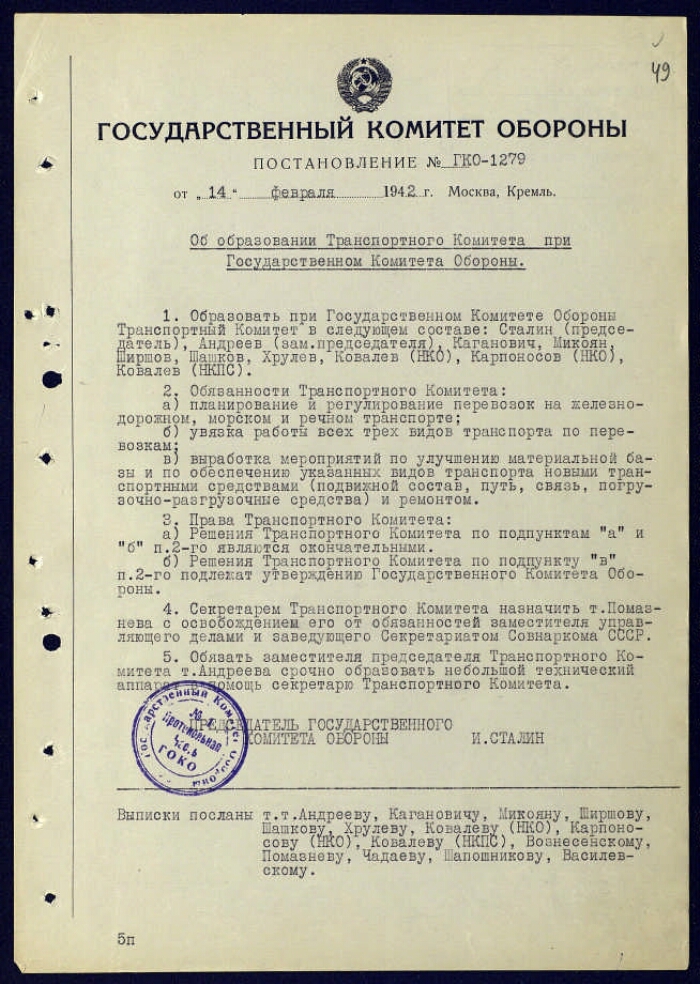 49
ГОСУДАРСТВЕННЫЙ КОМИТЕТ ОБОРОНЫ
ПОСТАНОВЛЕНИЕ № ГКО-1279
от „14“ февраля 1942 г. Москва, Кремль.
Об образовании Транспортного Комитета при
Государственном Комитета Обороны.
1. Образовать при Государственном Комитете Обороны
Транспортный Комитет в следующем составе: Сталин (предсе-
датель), Андреев (зам.председателя), Каганович, Микоян,
Ширшов, Шашков, Хрулев, Ковалев (НКО), Карпоносов (НКО),
Ковалев (НКПС).
2. Обязанности Транспортного Комитета:
а) планирование и регулирование перевозок на железно-
дорожном, морском и речном транспорте;
б) увязка работы всех трех видов транспорта по пере-
возкам;
в) выработка мероприятий по улучшению материальной ба-
зы и по обеспечению указанных видов транспорта новыми тран-
спортными средствами (подвижной состав, путь, связь, погру-
зочно-разгрузочные средства) и ремонтом.
3. Права Транспортного Комитета:
а) Решения Транспортного Комитета по подпунктам "а" и
"б" п.2-го являются окончательными.
б) Решения Транспортного Комитета по подпункту "в"
п.2-го подлежат утверждению Государственного Комитета Обо-
роны.
4. Секретарем Транспортного Комитета назначить т.Помаз-
нева с освобождением его от обязанностей заместителя управ-
ляющего делами и заведующего Секретариатом Совнаркома СССР.
5. Обязать заместителя председателя Транспортного Ко-
митета т.Андреева срочно образовать небольшой технический
аппарат в помощь секретарю Транспортного Комитета.
ПРЕДСЕДАТЕЛЬ ГОСУДАРСТВЕННОГО
КОМИТЕТА ОБОРОНЫ И.СТАЛИН
Государственный Комитет Обороны
Протокольная
часть
ГОКО
Выписки посланы т.т.Андрееву, Кагановичу, Микояну, Ширшову,
Шашкову, Хрулеву, Ковалеву (НКО), Карпоно-
сову (НКО), Ковалеву (НКПС), Вознесенскому,
Помазневу, Чадаеву, Шапошникову, Василев-
скому.
5п